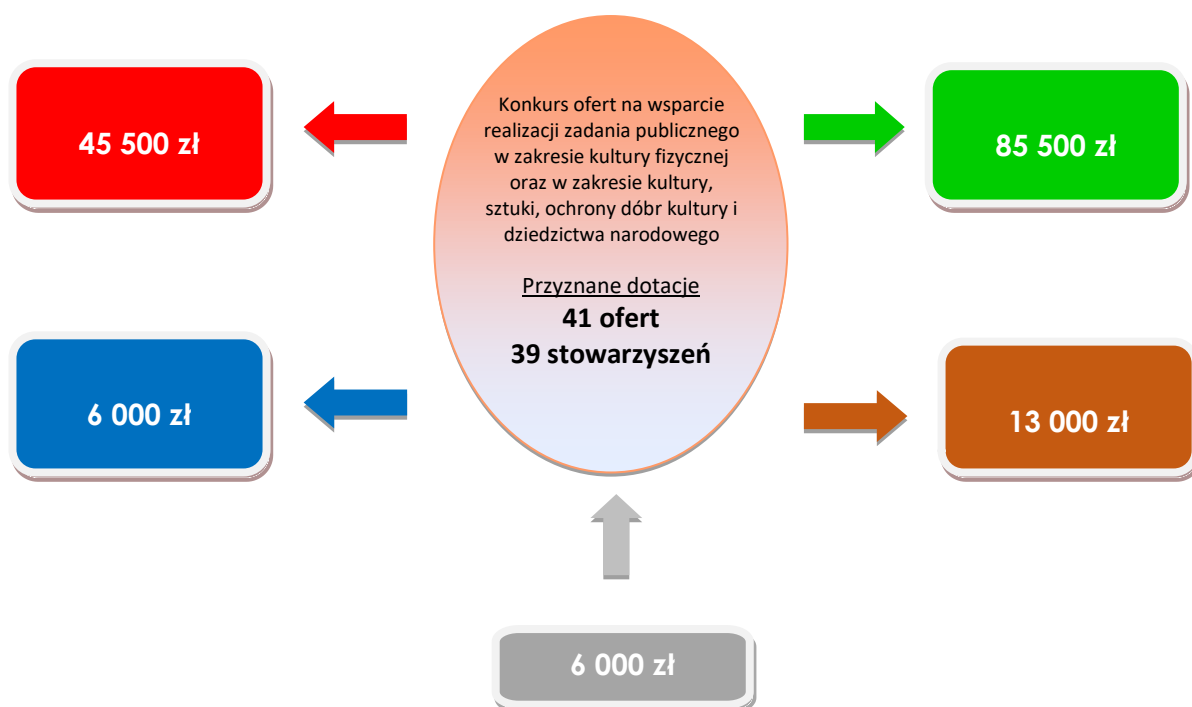 Konkurs ofert na wsparcie
realizacji zadania publicznego
w zakresie kultury fizycznej
oraz w zakresie kultury,
sztuki, ochrony dóbr kultury i
dziedzictwa narodowego
Przyznane dotacje
41 ofert
39 stowarzyszeń
45 500 zł
85 500 zł
6 000 zł
13 000 zł
6 000 zł